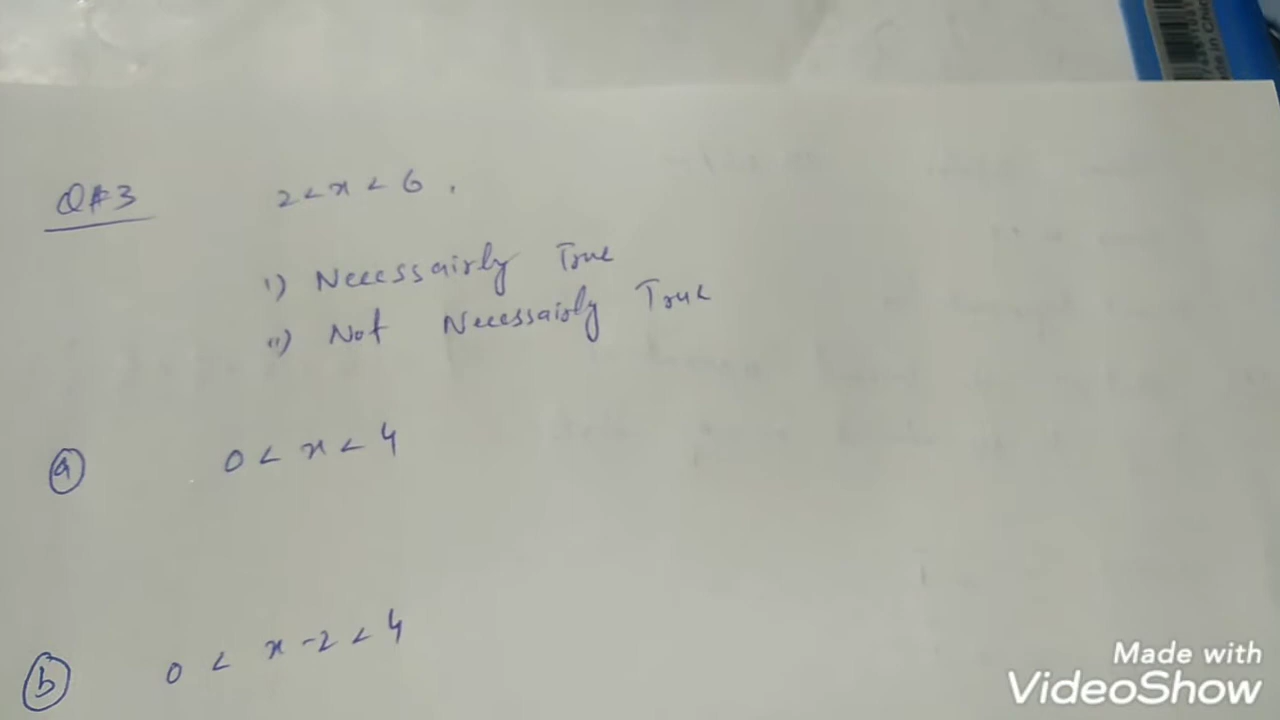 Q#3 2 < x < 6 .
i) Necessairly True
ii) Not Necessairly True
a 0 < x < 4
b 0 < x - 2 < 4
Made with
VideoShow